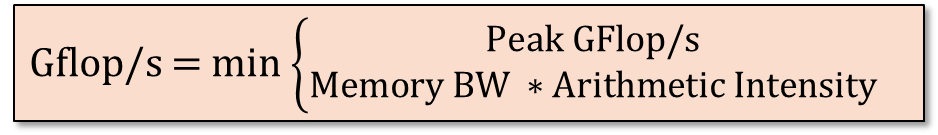 Peak GFlop/s
Gflop/s = min {
Memory BW * Arithmetic Intensity